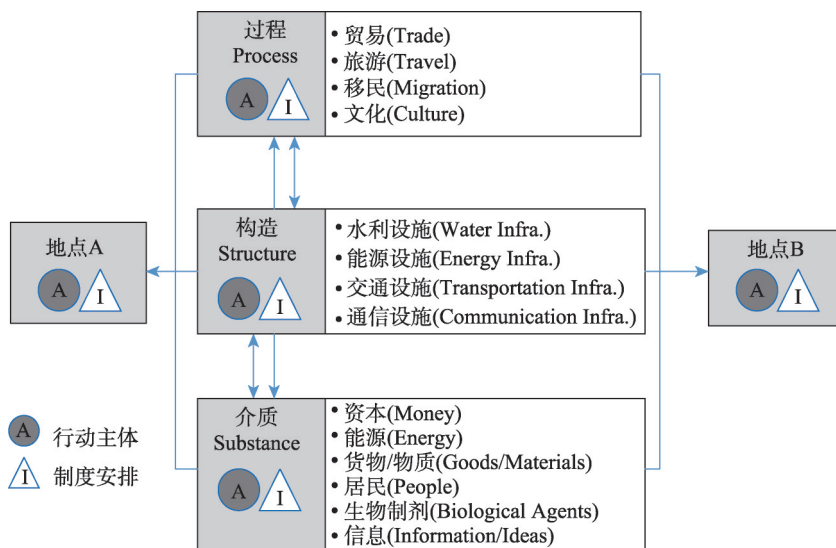 过程
Process
A
I
• 贸易(Trade)
• 旅游(Travel)
• 移民(Migration)
• 文化(Culture)
地点A
A
I
构造
Structure
A
I
• 水利设施(Water Infra.)
• 能源设施(Energy Infra.)
• 交通设施(Transportation Infra.)
• 通信设施(Communication Infra.)
地点B
A
I
介质
Substance
A
I
• 资本(Money)
• 能源(Energy)
• 货物/物质(Goods/Materials)
• 居民(People)
• 生物制剂(Biological Agents)
• 信息(Information/Ideas)
A 行动主体
I 制度安排